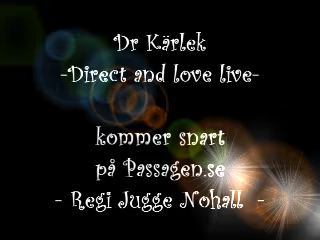 Dr Kärlek
-Direct and love live-
kommer snart
på Passagen.se
- Regi Jugge Nohall -